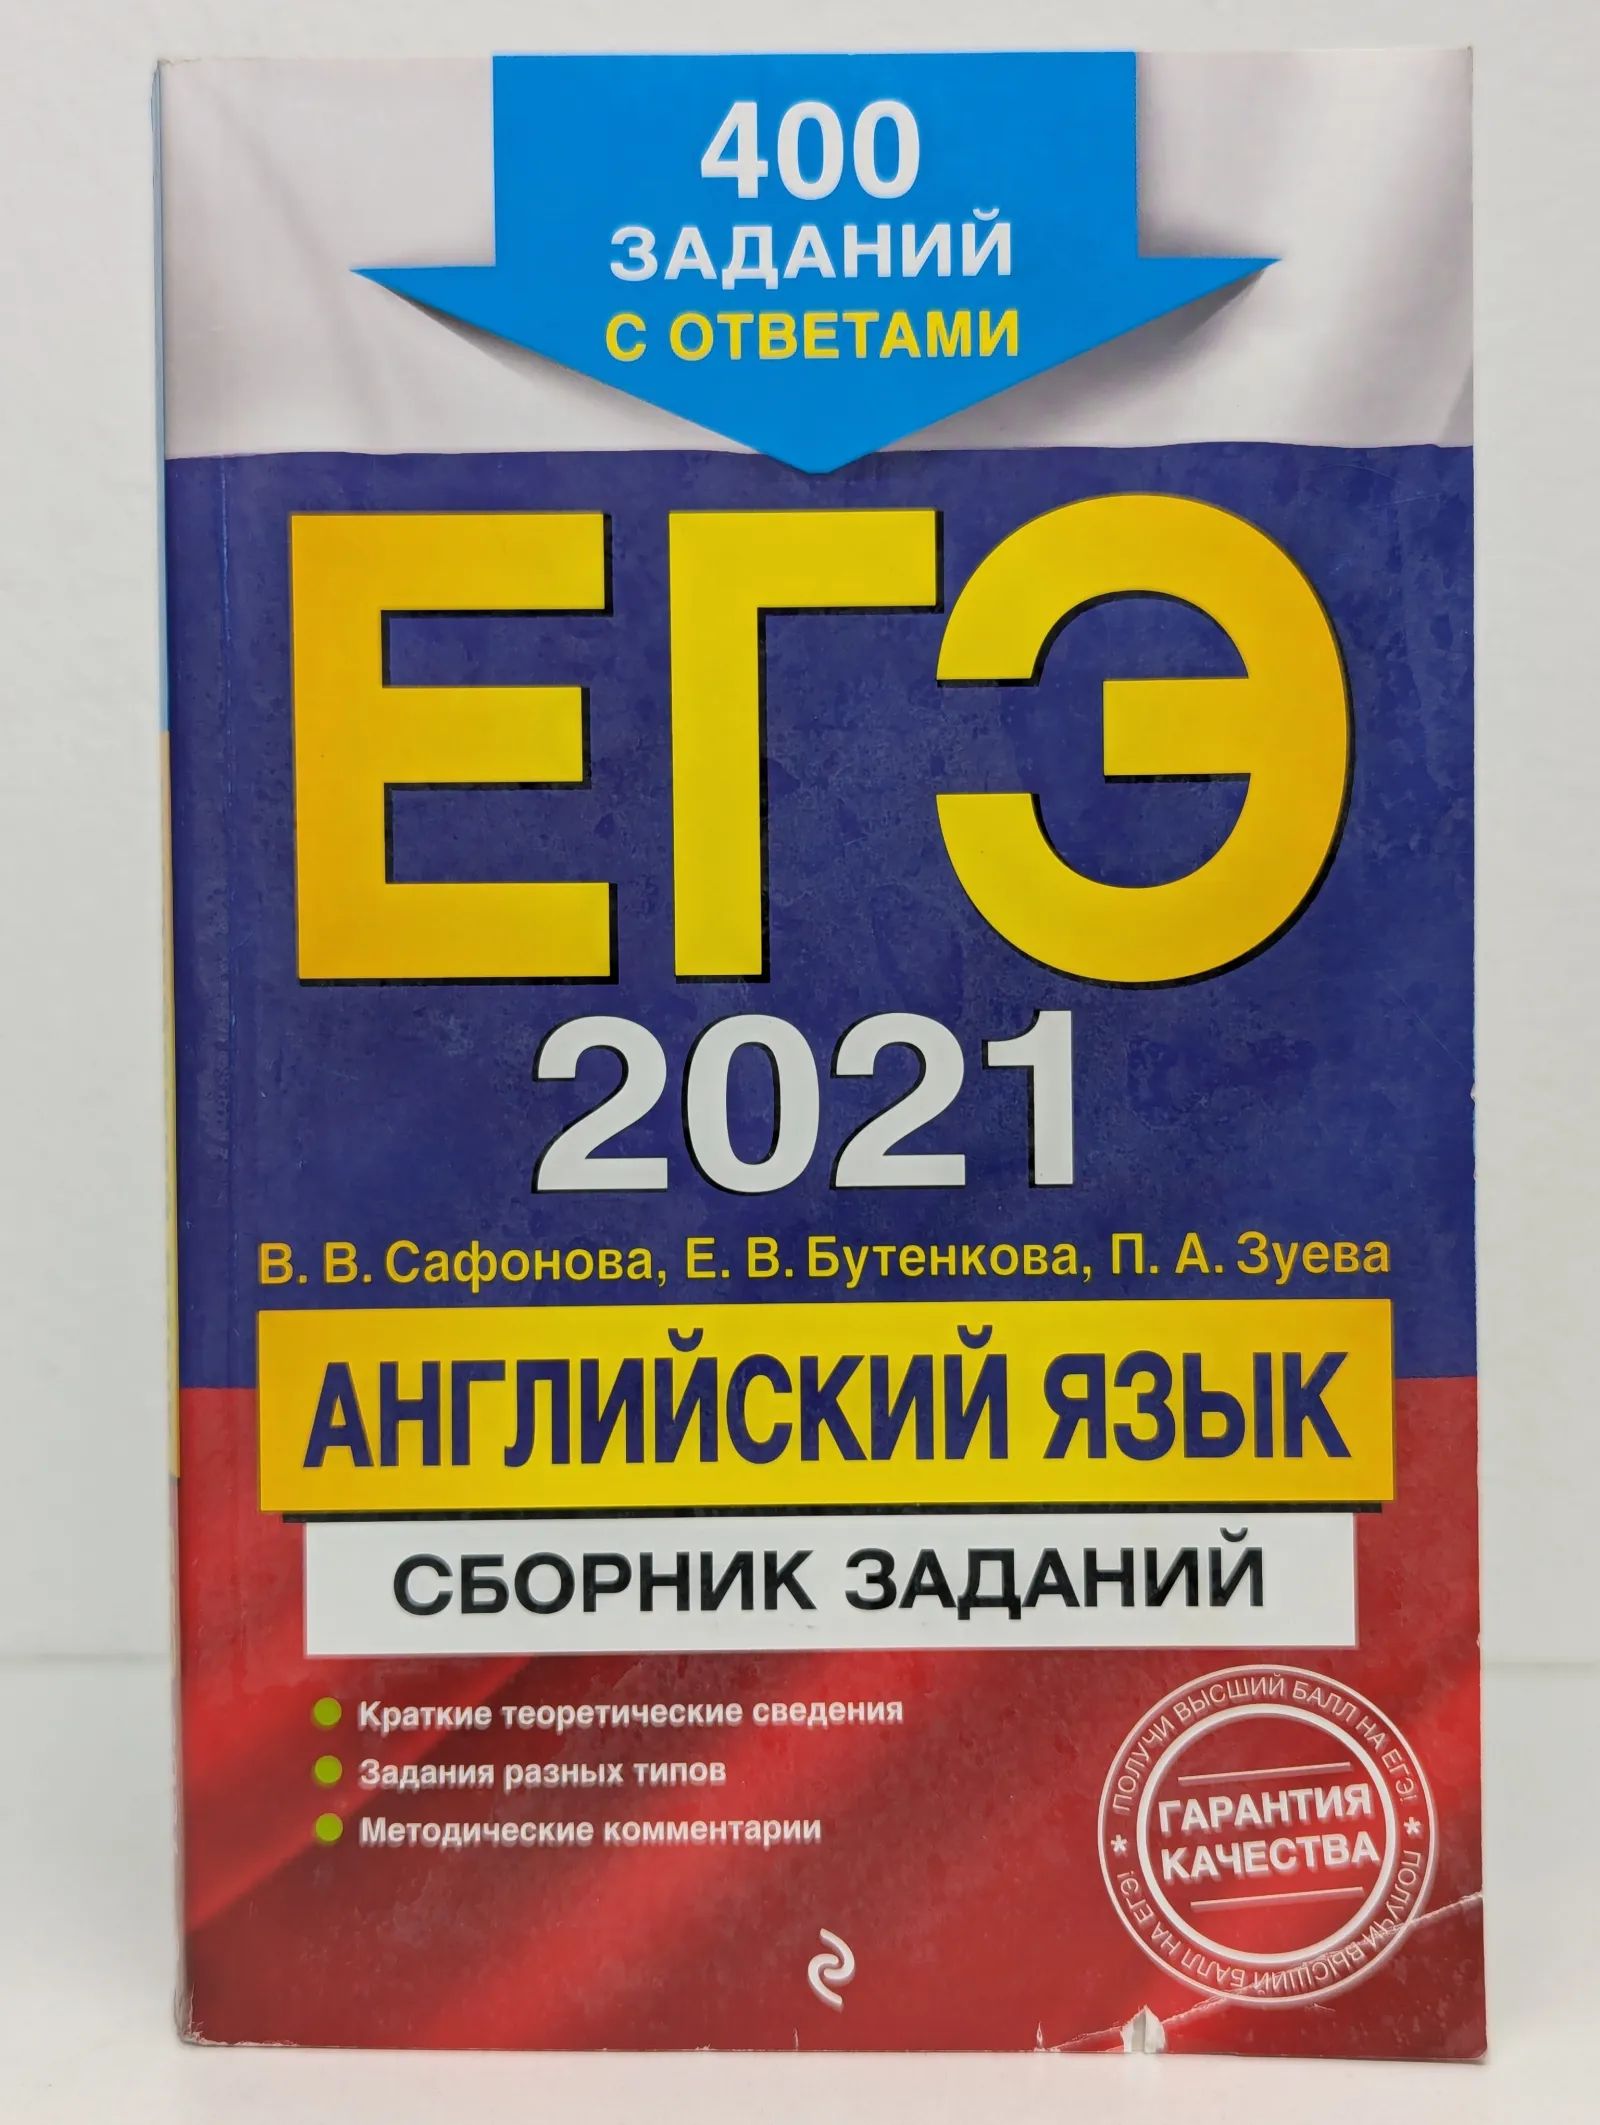 400
ЗАДАНИЙ
С ОТВЕТАМИ
ЕГЭ
2021
В. В. Сафонова, Е. В. Бутенкова, П. А. Зуева
АНГЛИЙСКИЙ ЯЗЫК
СБОРНИК ЗАДАНИЙ
Краткие теоретические сведения
Задания разных типов
Методические комментарии
ПОЛУЧИ ВЫСШИЙ БАЛЛ НА ЕГЭ! * ПОЛУЧИ ВЫСШИЙ БАЛЛ НА ЕГЭ! *
ГАРАНТИЯ
КАЧЕСТВА